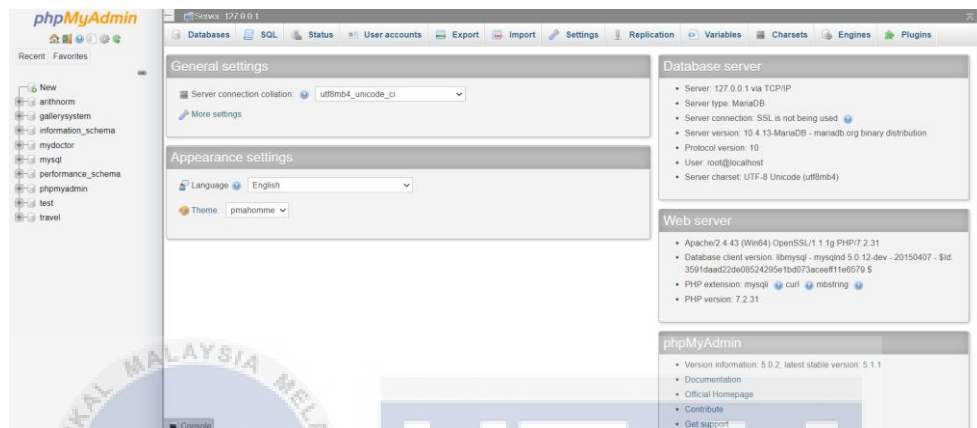 phpMyAdmin
Recent Favorites
New
arithnorm
gallerysystem
information_schema
mydoctor
mysql
performance_schema
phpmyadmin
test
travel
Server: 127.0.0.1
Databases SQL Status User accounts Export Import Settings Replication Variables Charsets Engines Plugins
General settings
Server connection collation: utf8mb4_unicode_ci
More settings
Appearance settings
Language English
Theme: pmahomme
Database server
Server: 127.0.0.1 via TCP/IP
Server type: MariaDB
Server connection: SSL is not being used
Server version: 10.4.13-MariaDB - mariadb.org binary distribution
Protocol version: 10
User: root@localhost
Server charset: UTF-8 Unicode (utf8mb4)
Web server
Apache/2.4.43 (Win64) OpenSSL/1.1.1g PHP/7.2.31
Database client version: libmysql - mysqlnd 5.0.12-dev - 20150407 - $Id:
3591daad22de08524295e1bd073aceeff11e6579 $
PHP extension: mysqli curl mbstring
PHP version: 7.2.31
phpMyAdmin
Version information: 5.0.2, latest stable version: 5.1.1
Documentation
Official Homepage
Contribute
Get support
Console
MALAYSIA